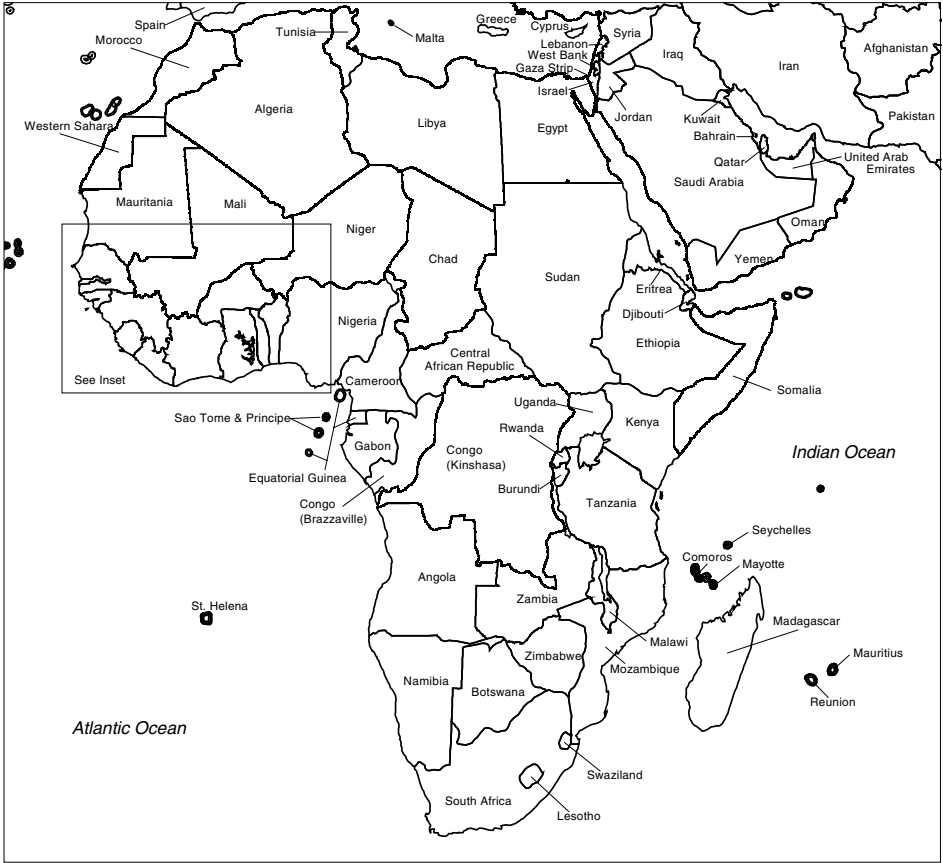 Spain
Morocco
Tunisia
Malta
Greece
Cyprus
Syria
Lebanon
West Bank
Gaza Strip
Israel
Iraq
Iran
Afghanistan
Pakistan
Jordan
Kuwait
Bahrain
Qatar
Saudi Arabia
United Arab
Emirates
Oman
Yemen
Algeria
Libya
Egypt
Western Sahara
Mauritania
Mali
Niger
Chad
Sudan
Eritrea
Djibouti
Ethiopia
Somalia
Nigeria
See Inset
Cameroon
Central
African Republic
Sao Tome & Principe
Gabon
Equatorial Guinea
Congo
(Brazzaville)
Congo
(Kinshasa)
Uganda
Rwanda
Burundi
Kenya
Tanzania
Indian Ocean
Seychelles
Comoros
Mayotte
Angola
Zambia
Malawi
Mozambique
Madagascar
Mauritius
Reunion
St. Helena
Zimbabwe
Namibia
Botswana
Atlantic Ocean
Swaziland
South Africa
Lesotho